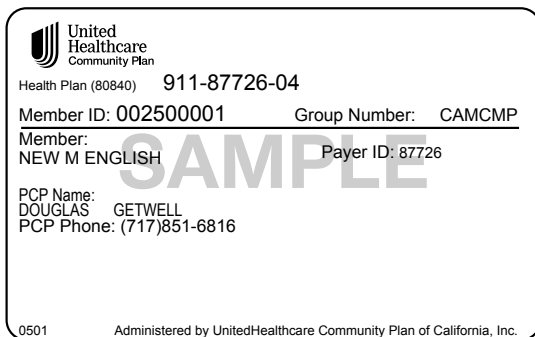 United
Healthcare
Community Plan
Health Plan (80840) 911-87726-04
Member ID: 002500001 Group Number: CAMCMP
Member:
NEW M ENGLISH
Payer ID: 87726
SAMPLE
PCP Name:
DOUGLAS GETWELL
PCP Phone: (717)851-6816
0501 Administered by UnitedHealthcare Community Plan of California, Inc.